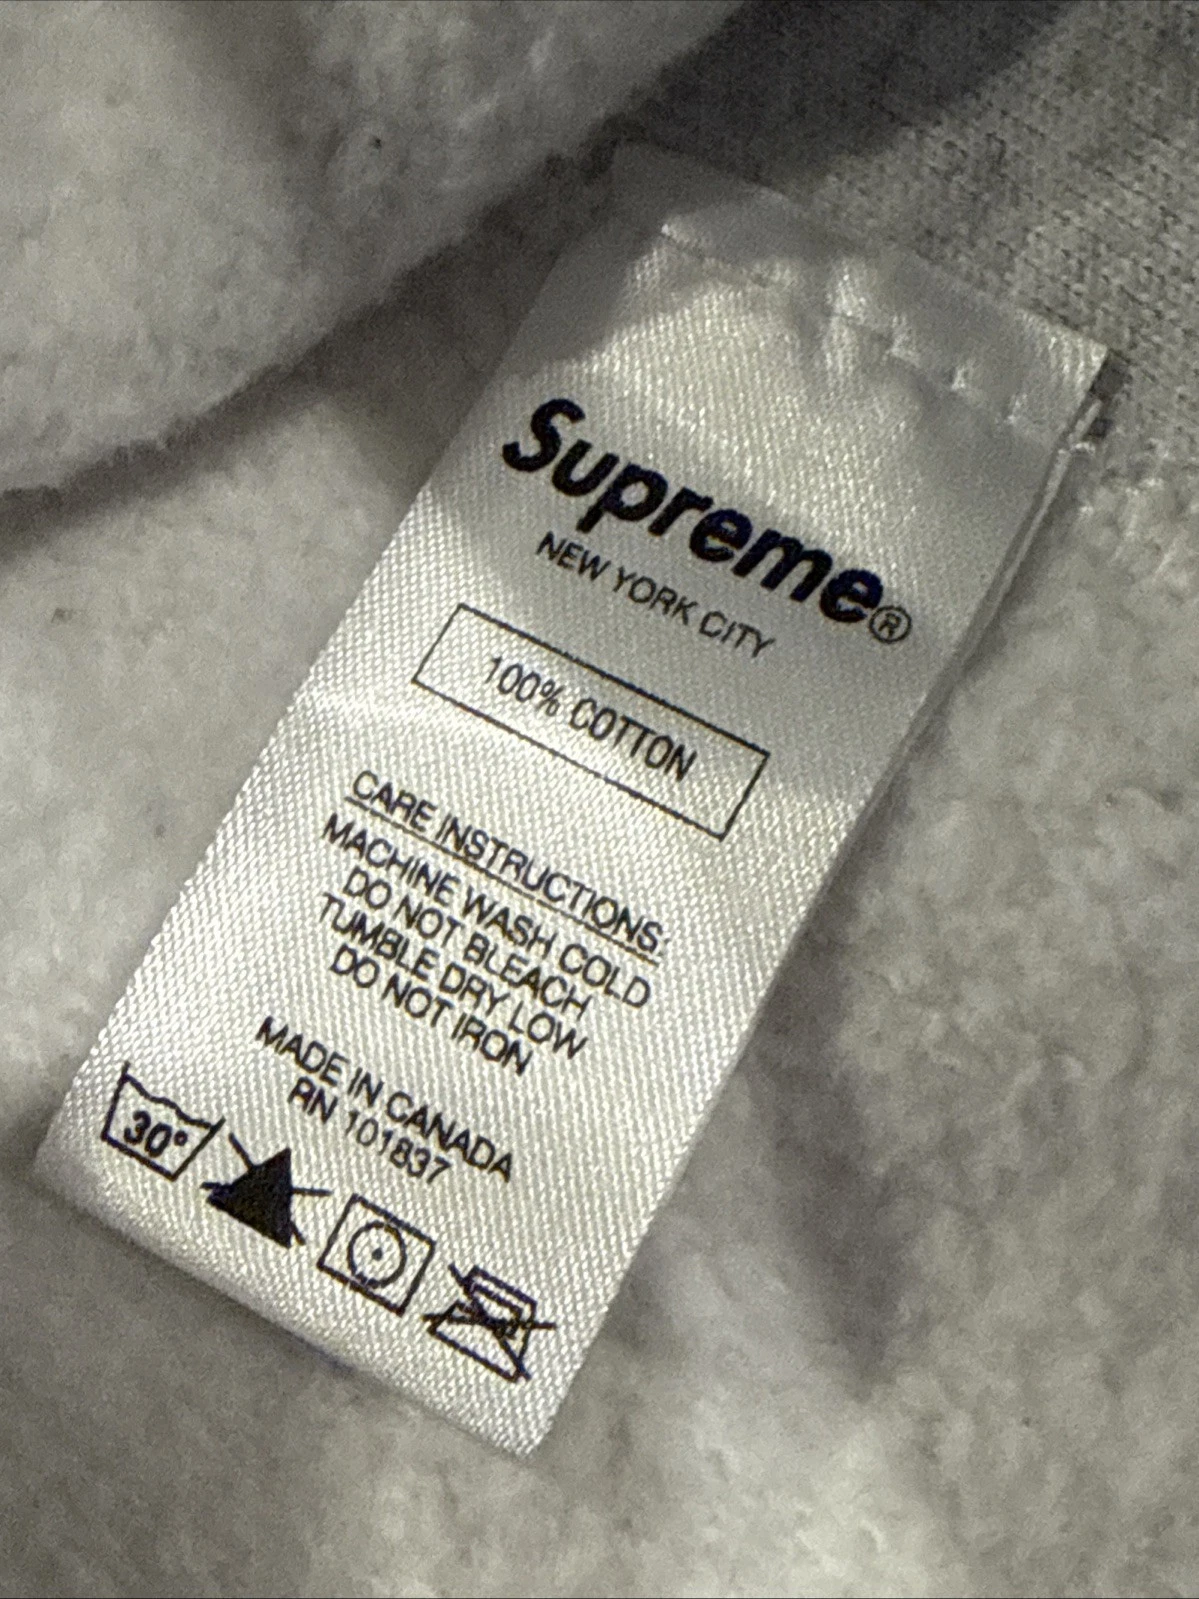 Supreme®
NEW YORK CITY
100% COTTON
CARE INSTRUCTIONS:
MACHINE WASH COLD
DO NOT BLEACH
TUMBLE DRY LOW
DO NOT IRON
MADE IN CANADA
RN 101837
30°